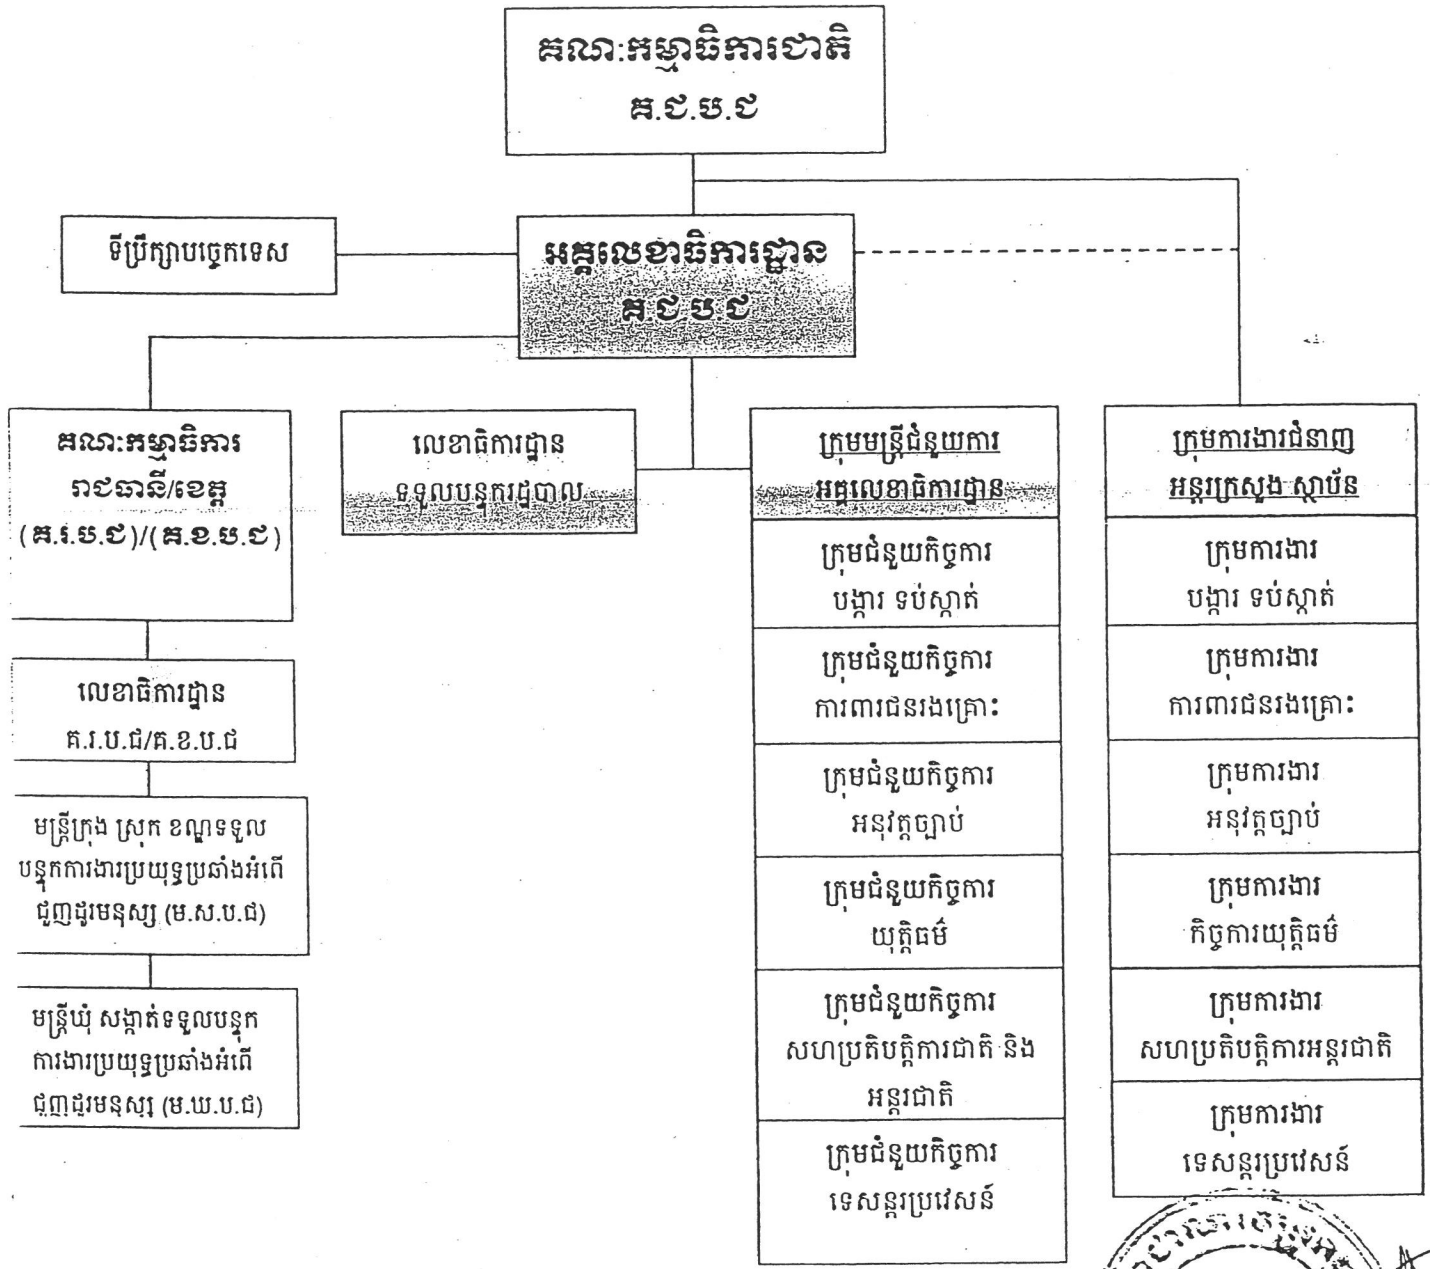 គណៈកម្មាធិការជាតិ
គ.ជ.ប.ជ
ទីប្រឹក្សាបច្ចេកទេស
អគ្គលេខាធិការដ្ឋាន
គ.ជ.ប.ជ
គណៈកម្មាធិការ
រាជធានី/ខេត្ត
(គ.រ.ប.ជ)/(គ.ខ.ប.ជ)
លេខាធិការដ្ឋាន
គ.រ.ប.ជ/គ.ខ.ប.ជ
មន្ត្រីក្រុង ស្រុក ខណ្ឌទទួល
បន្ទុកការងារប្រយុទ្ធប្រឆាំងអំពើ
ជួញដូរមនុស្ស (ម.ស.ប.ជ)
មន្ត្រីឃុំ សង្កាត់ទទួលបន្ទុក
ការងារប្រយុទ្ធប្រឆាំងអំពើ
ជួញដូរមនុស្ស (ម.ឃ.ប.ជ)
លេខាធិការដ្ឋាន
ទទួលបន្ទុករដ្ឋបាល
ក្រុមមន្ត្រីជំនួយការ
អគ្គលេខាធិការដ្ឋាន
ក្រុមជំនួយកិច្ចការ
បង្ការ ទប់ស្កាត់
ក្រុមជំនួយកិច្ចការ
ការពារជនរងគ្រោះ
ក្រុមជំនួយកិច្ចការ
អនុវត្តច្បាប់
ក្រុមជំនួយកិច្ចការ
យុត្តិធម៌
ក្រុមជំនួយកិច្ចការ
សហប្រតិបត្តិការជាតិ និង
អន្តរជាតិ
ក្រុមជំនួយកិច្ចការ
ទេសន្តរប្រវេសន៍
ក្រុមការងារជំនាញ
អន្តរក្រសួង ស្ថាប័ន
ក្រុមការងារ
បង្ការ ទប់ស្កាត់
ក្រុមការងារ
ការពារជនរងគ្រោះ
ក្រុមការងារ
អនុវត្តច្បាប់
ក្រុមការងារ
កិច្ចការយុត្តិធម៌
ក្រុមការងារ
សហប្រតិបត្តិការអន្តរជាតិ
ក្រុមការងារ
ទេសន្តរប្រវេសន៍